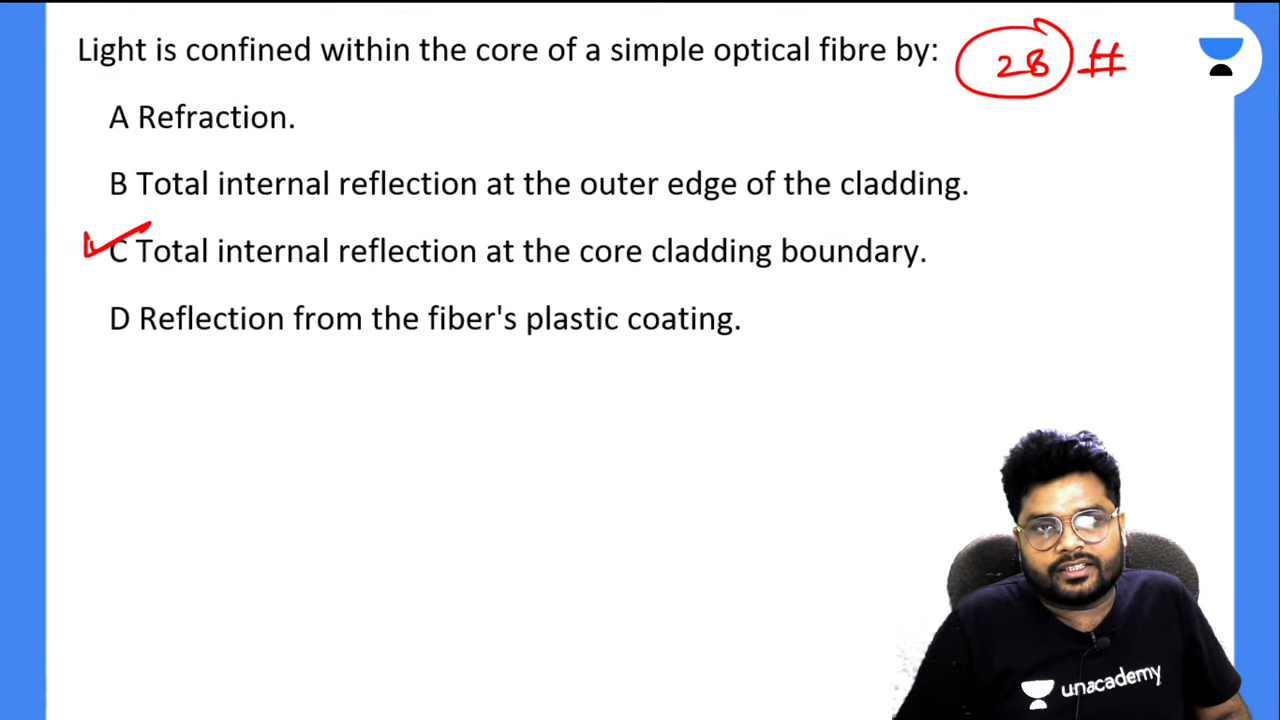 Light is confined within the core of a simple optical fibre by: 28 #
A Refraction.
B Total internal reflection at the outer edge of the cladding.
C Total internal reflection at the core cladding boundary.
D Reflection from the fiber's plastic coating.
unacademy